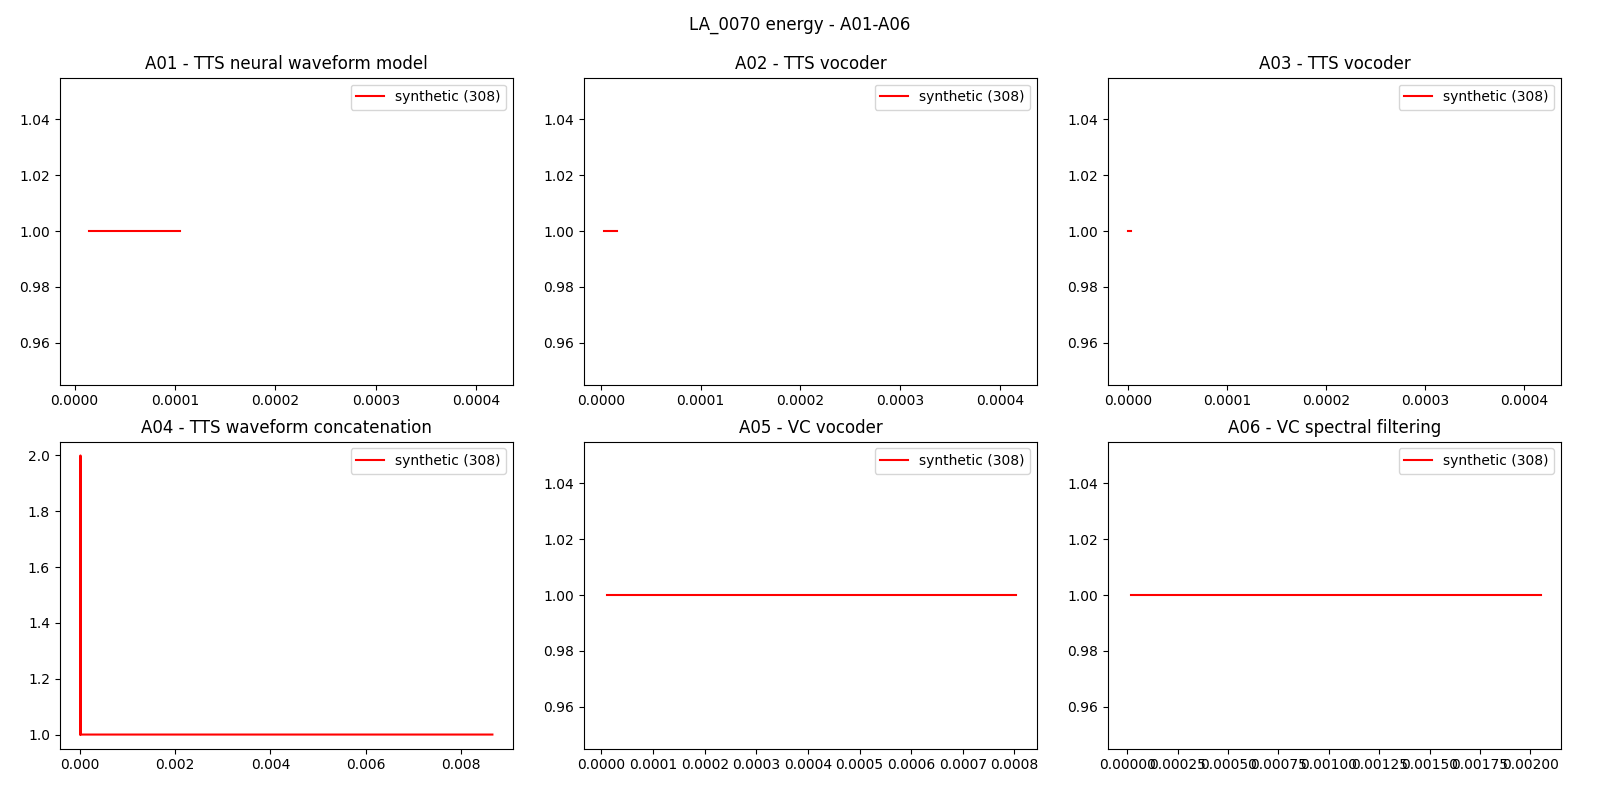 LA_0070 energy - A01-A06
A01 - TTS neural waveform model
synthetic (308)
1.04
1.02
1.00
0.98
0.96
0.0000 0.0001 0.0002 0.0003 0.0004
A02 - TTS vocoder
synthetic (308)
1.04
1.02
1.00
0.98
0.96
0.0000 0.0001 0.0002 0.0003 0.0004
A03 - TTS vocoder
synthetic (308)
1.04
1.02
1.00
0.98
0.96
0.0000 0.0001 0.0002 0.0003 0.0004
A04 - TTS waveform concatenation
synthetic (308)
2.0
1.8
1.6
1.4
1.2
1.0
0.000 0.002 0.004 0.006 0.008
A05 - VC vocoder
synthetic (308)
1.04
1.02
1.00
0.98
0.96
0.0000 0.0001 0.0002 0.0003 0.0004 0.0005 0.0006 0.0007 0.0008
A06 - VC spectral filtering
synthetic (308)
1.04
1.02
1.00
0.98
0.96
0.00000 0.00025 0.00050 0.00075 0.00100 0.00125 0.00150 0.00175 0.00200